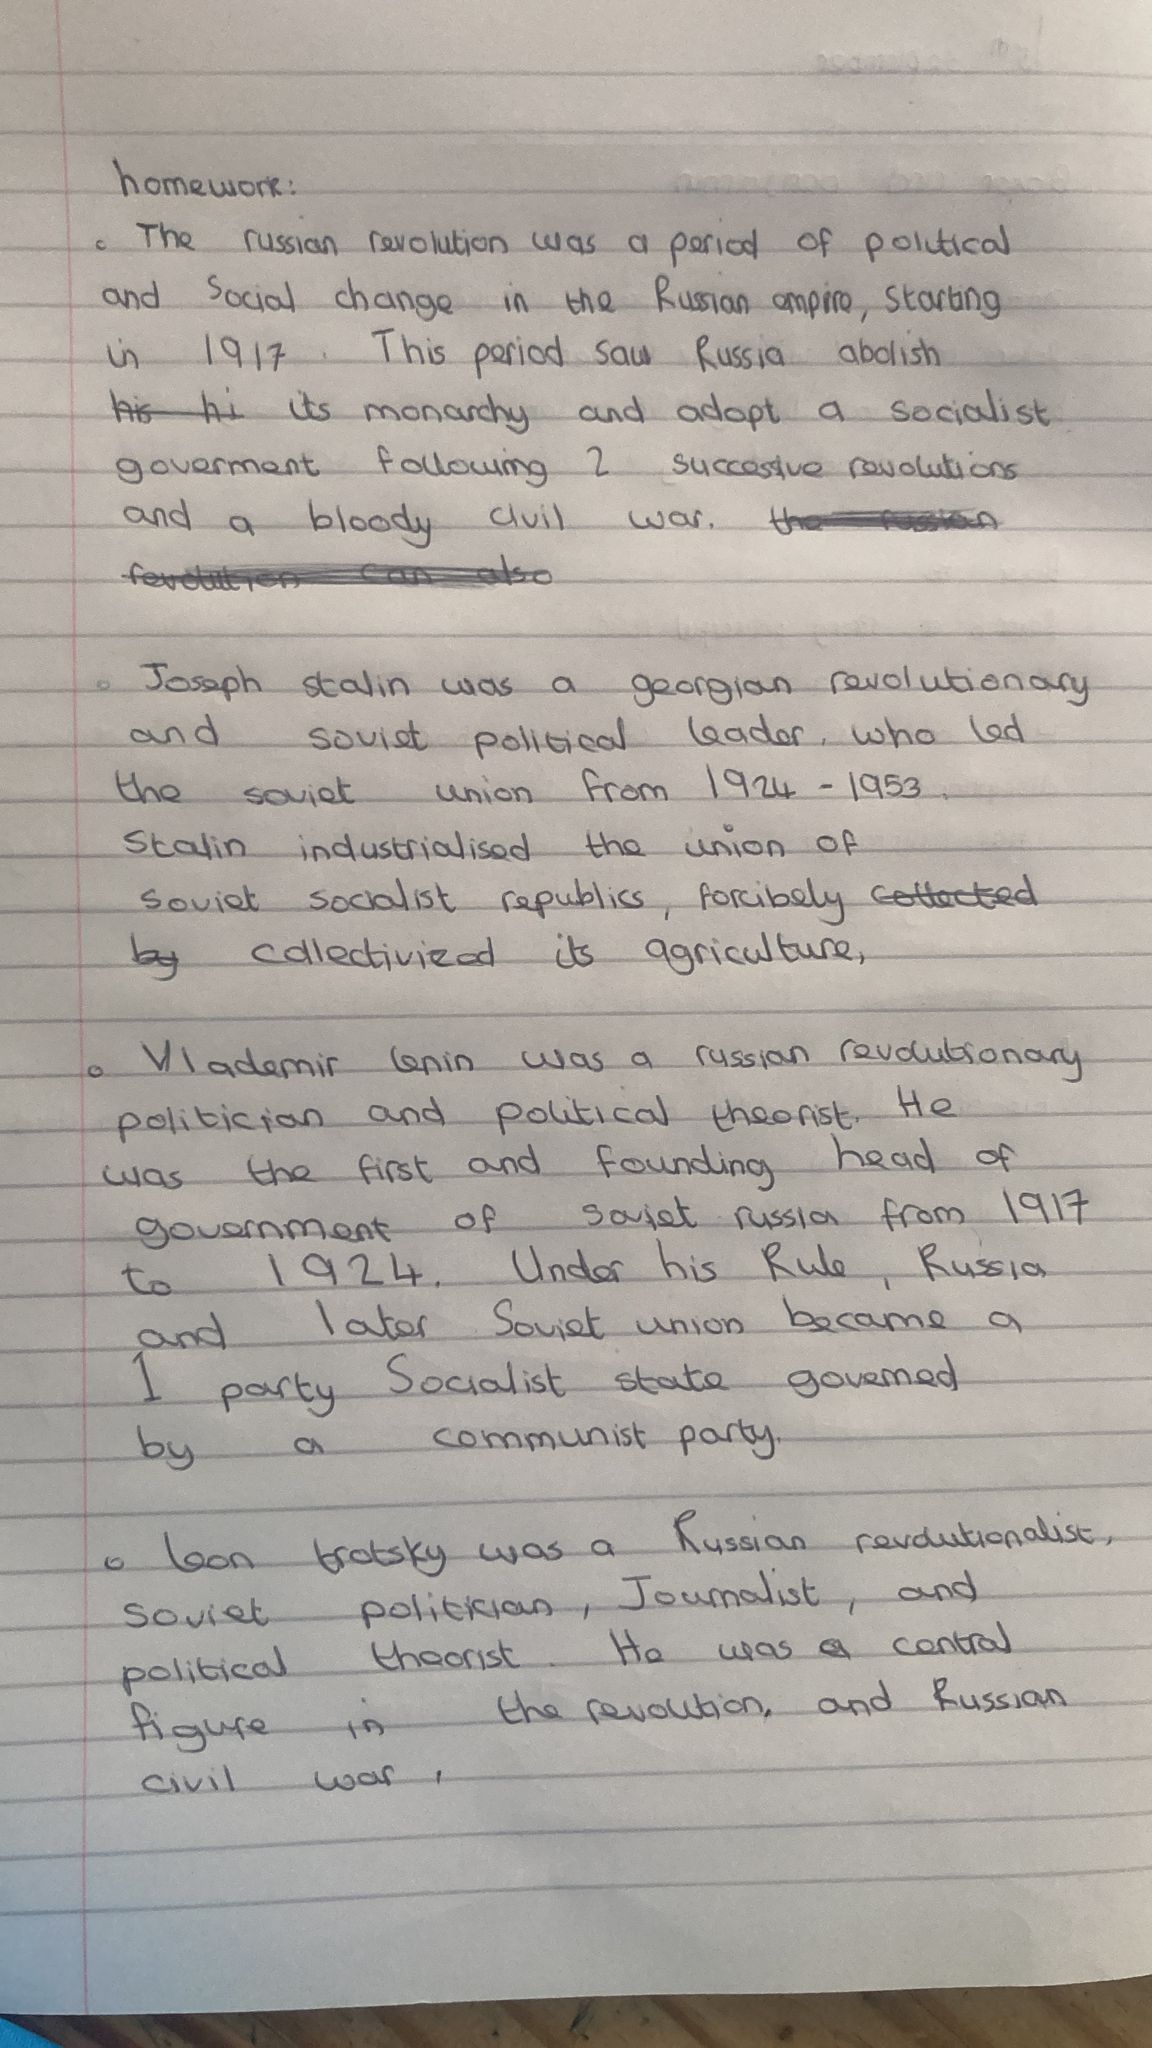 homework:
The russian revolution was a period of political
and social change in the Russian empire, starting
in 1917. This period saw Russia abolish
his hi its monarchy and adopt a socialist
goverment following 2 successive revolutions
and a bloody civil war. the russian
revolution can also
Joseph stalin was a georgian revolutionary
and soviet political leader. who led
the soviet union from 1924 - 1953.
Stalin industrialised the union of
soviet socialist republics, forcibely collected
by collectivized its agriculture,
Vlademir lenin was a russian revolutionary
politician and political theorist. He
was the first and founding head of
government of soviet russia from 1917
to 1924. Under his Rule, Russia
and later Soviet union became a
1 party Socialist state governed
by a communist party.
leon trotsky was a Russian revolutionalist,
soviet politician, Journalist, and
political theorist. He was a central
figure in the revolution, and Russian
civil war,